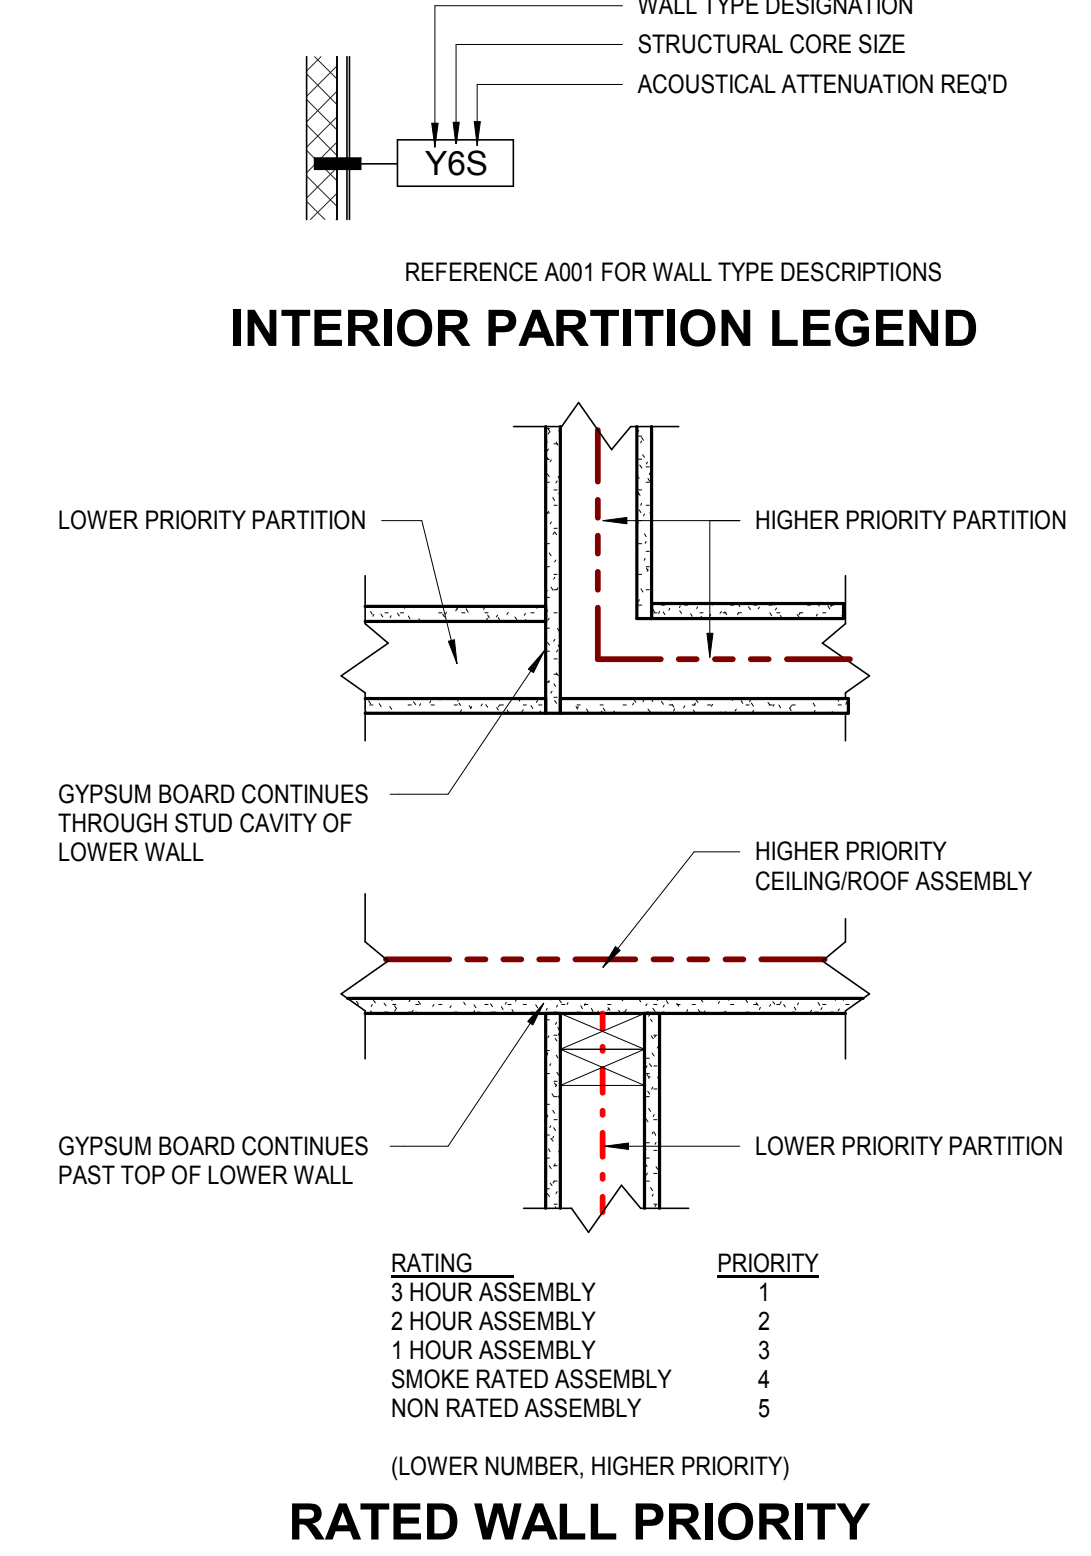 WALL TYPE DESIGNATION
STRUCTURAL CORE SIZE
ACOUSTICAL ATTENUATION REQ'D
Y6S
REFERENCE A001 FOR WALL TYPE DESCRIPTIONS
INTERIOR PARTITION LEGEND
LOWER PRIORITY PARTITION
HIGHER PRIORITY PARTITION
GYPSUM BOARD CONTINUES
THROUGH STUD CAVITY OF
LOWER WALL
HIGHER PRIORITY
CEILING/ROOF ASSEMBLY
GYPSUM BOARD CONTINUES
PAST TOP OF LOWER WALL
LOWER PRIORITY PARTITION
RATING PRIORITY
3 HOUR ASSEMBLY 1
2 HOUR ASSEMBLY 2
1 HOUR ASSEMBLY 3
SMOKE RATED ASSEMBLY 4
NON RATED ASSEMBLY 5
(LOWER NUMBER, HIGHER PRIORITY)
RATED WALL PRIORITY